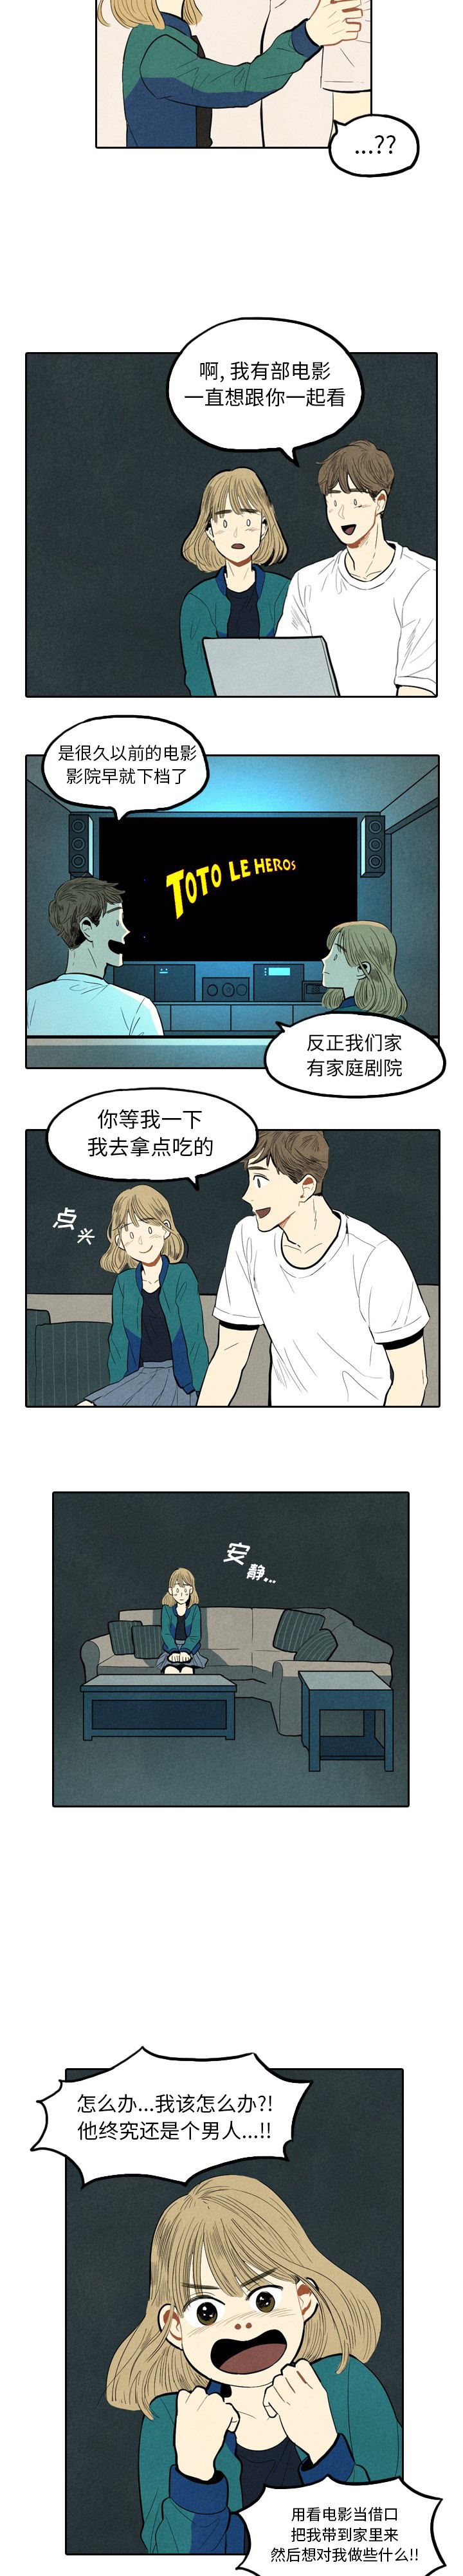 ...??
啊, 我有部电影
一直想跟你一起看
是很久以前的电影
影院早就下档了
TOTO LE HEROS
反正我们家
有家庭剧院
你等我一下
我去拿点吃的
点
头
安
静...
怎么办...我该怎么办?!
他终究还是个男人...!!
用看电影当借口
把我带到家里来
然后想对我做些什么!!